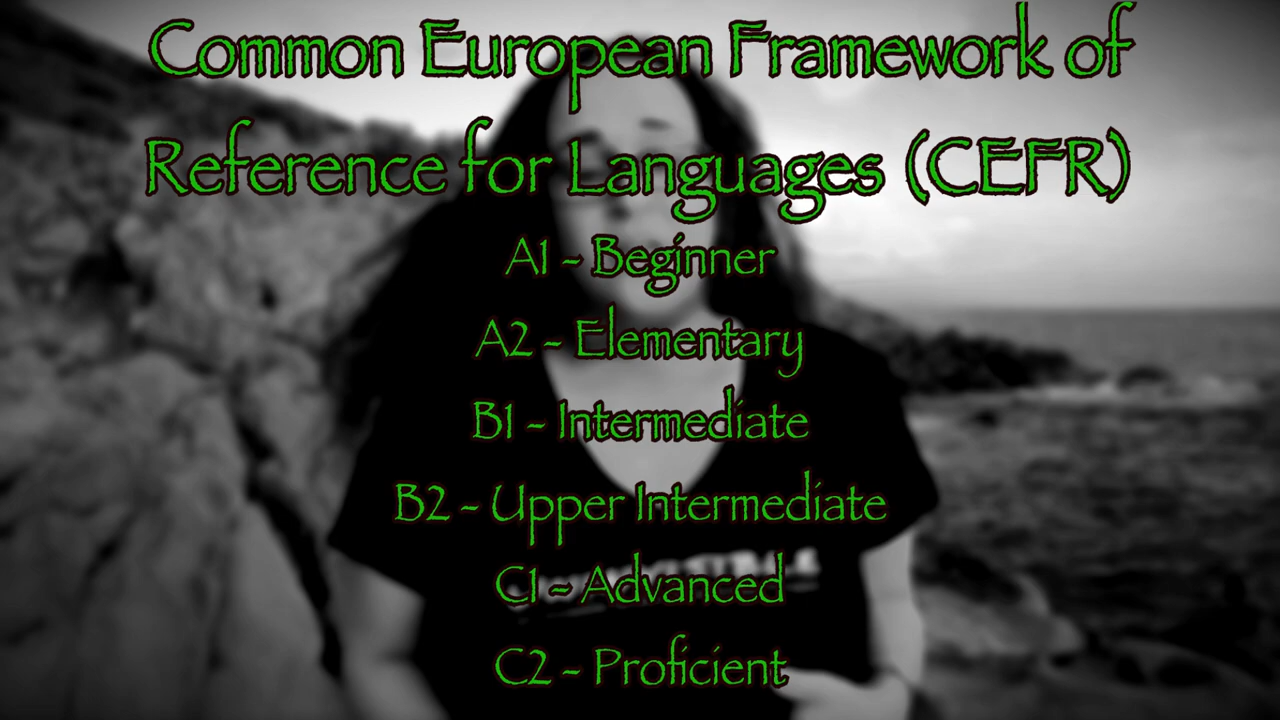 Common European Framework of
Reference for Languages (CEFR)
A1 - Beginner
A2 - Elementary
B1 - Intermediate
B2 - Upper Intermediate
C1 - Advanced
C2 - Proficient